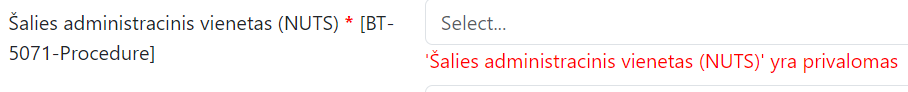 Šalies administracinis vienetas (NUTS) * [BT-
5071-Procedure]
Select...
'Šalies administracinis vienetas (NUTS)' yra privalomas